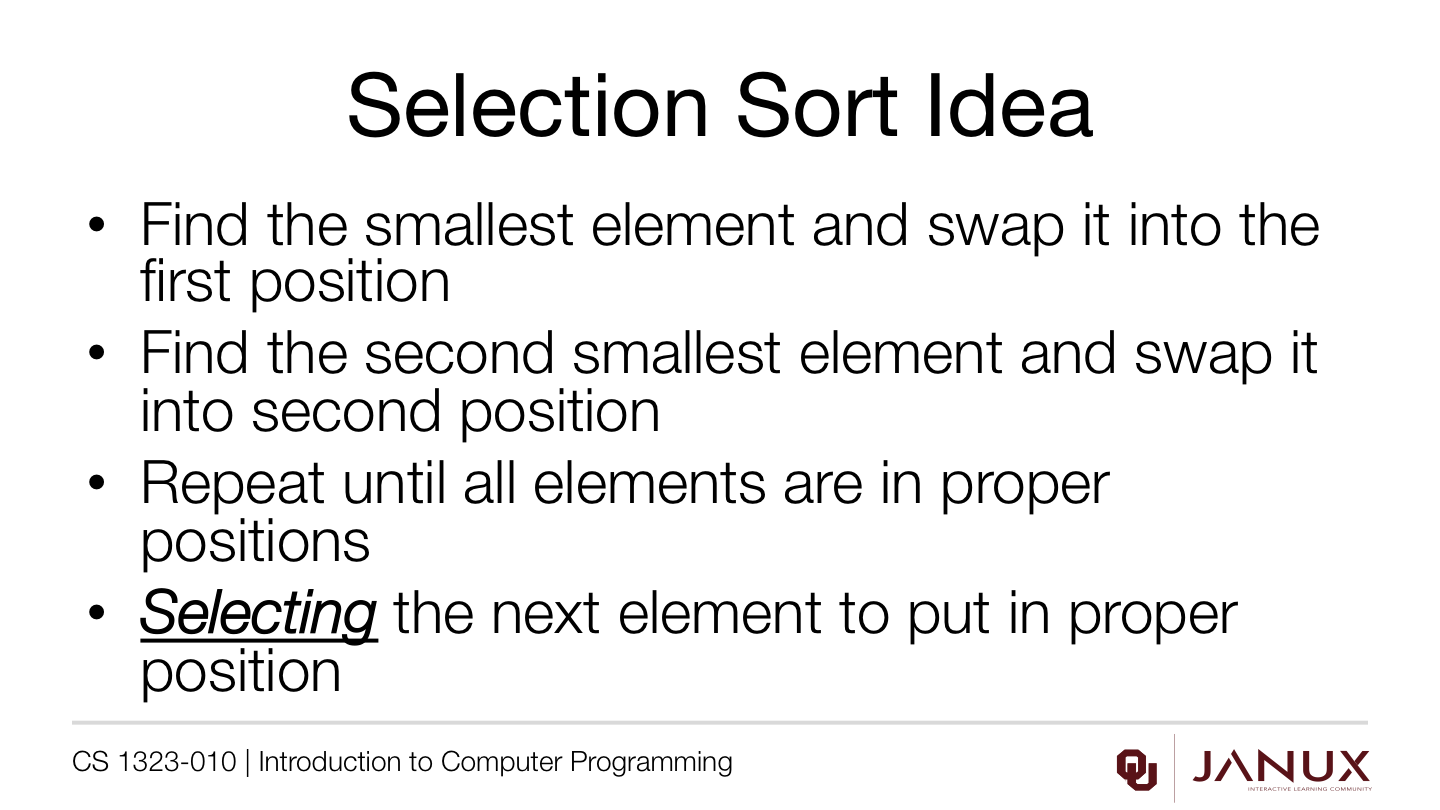 Selection Sort Idea
• Find the smallest element and swap it into the
first position
• Find the second smallest element and swap it
into second position
• Repeat until all elements are in proper
positions
• Selecting the next element to put in proper
position
CS 1323-010 | Introduction to Computer Programming
OU JANUX
INTERACTIVE LEARNING COMMUNITY